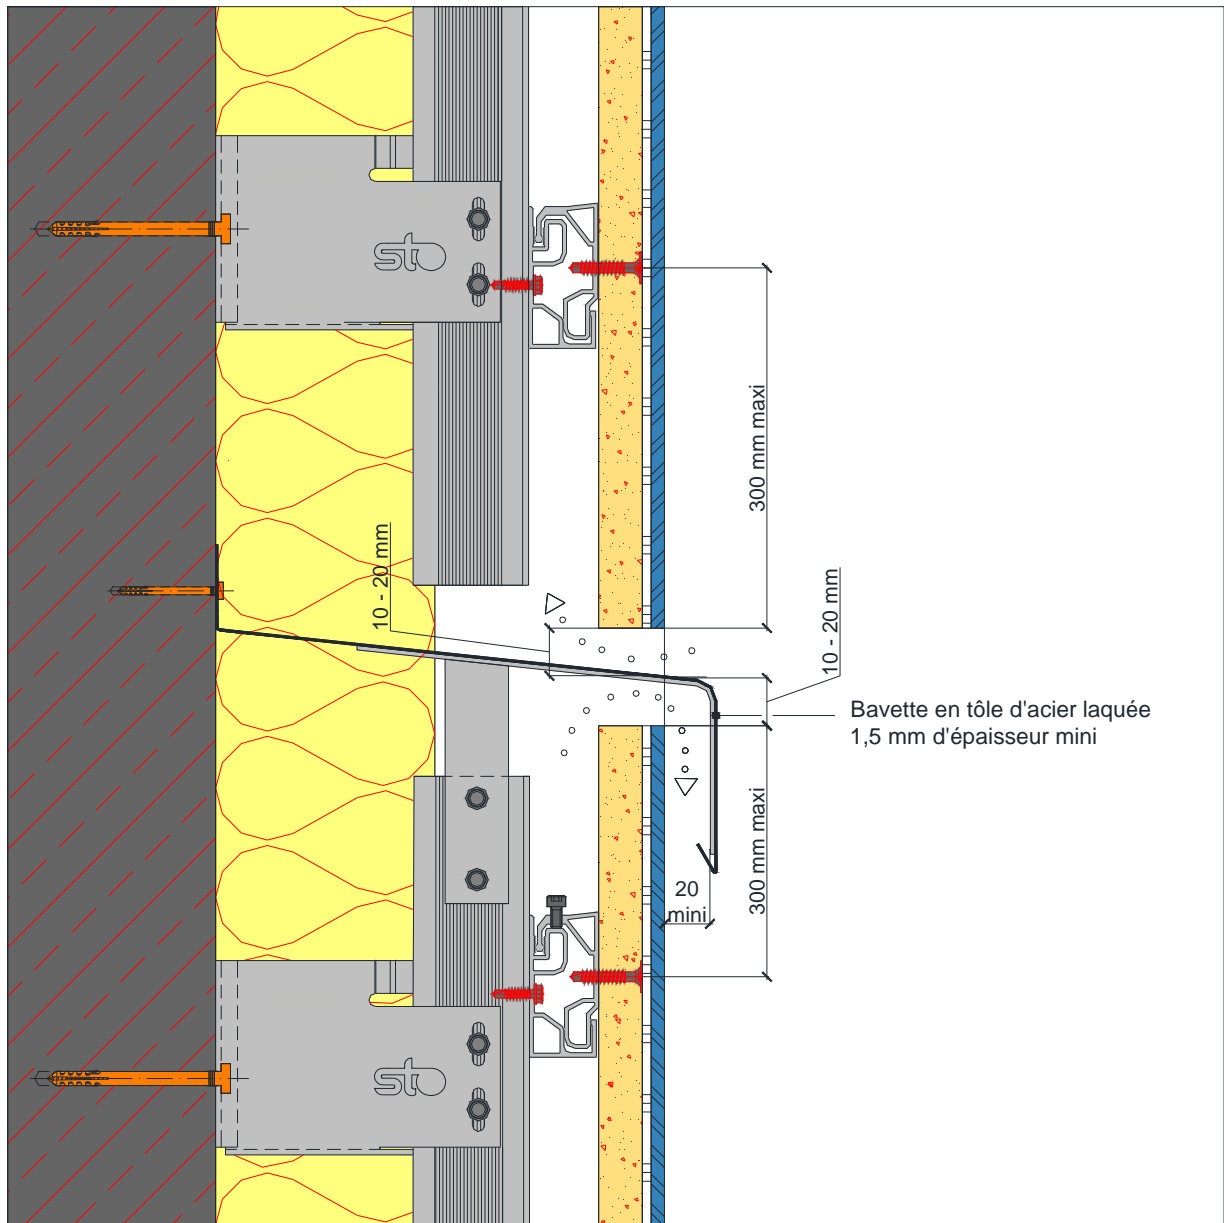 sto
300 mm maxi
10 - 20 mm
10 - 20 mm
Bavette en tôle d'acier laquée
1,5 mm d'épaisseur mini
300 mm maxi
20
mini
sto